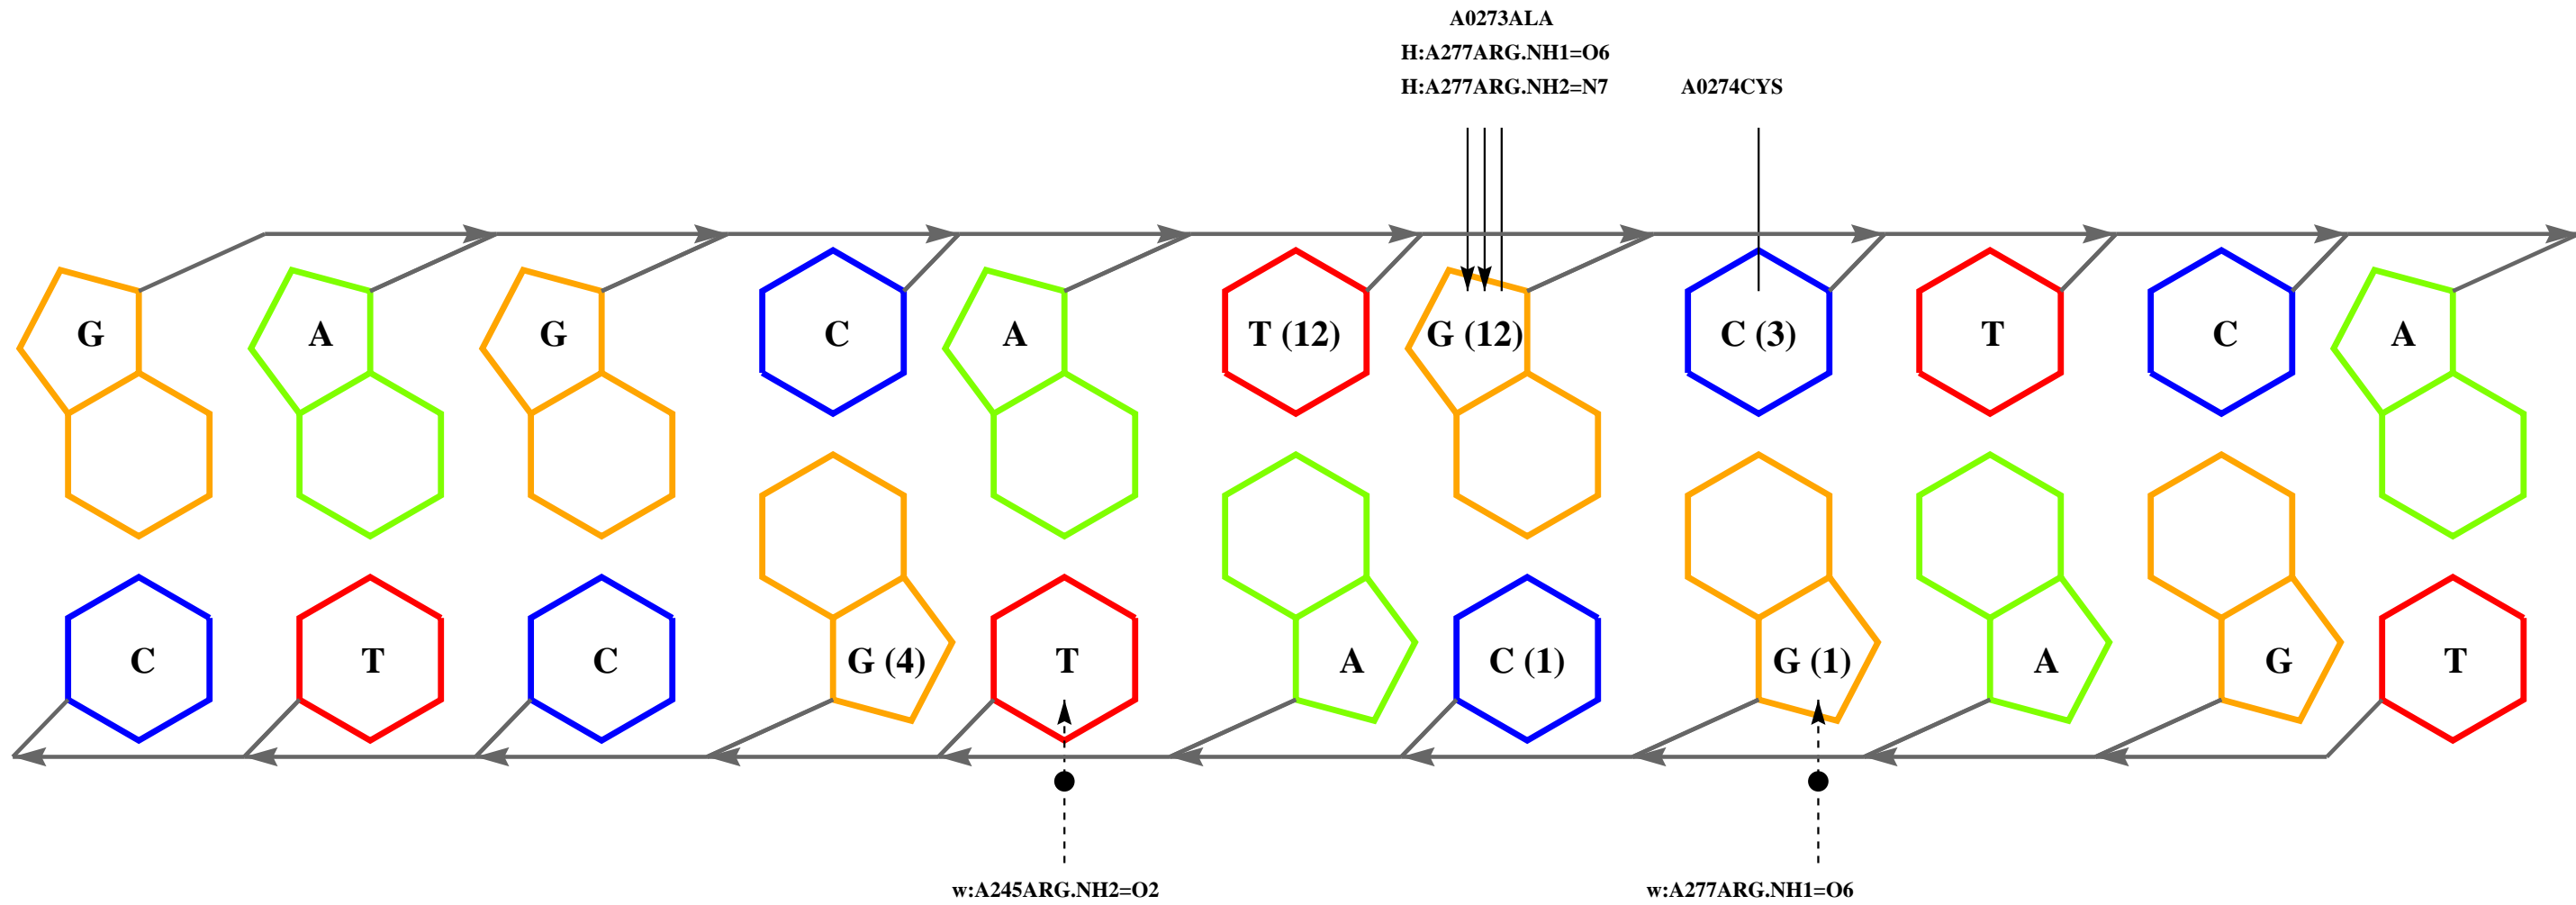 A0273ALA
H:A277ARG.NH1=O6
H:A277ARG.NH2=N7 A0274CYS
G A G C A T (12) G (12) C (3) T C A
C T C G (4) T A C (1) G (1) A G T
w:A245ARG.NH2=O2 w:A277ARG.NH1=O6